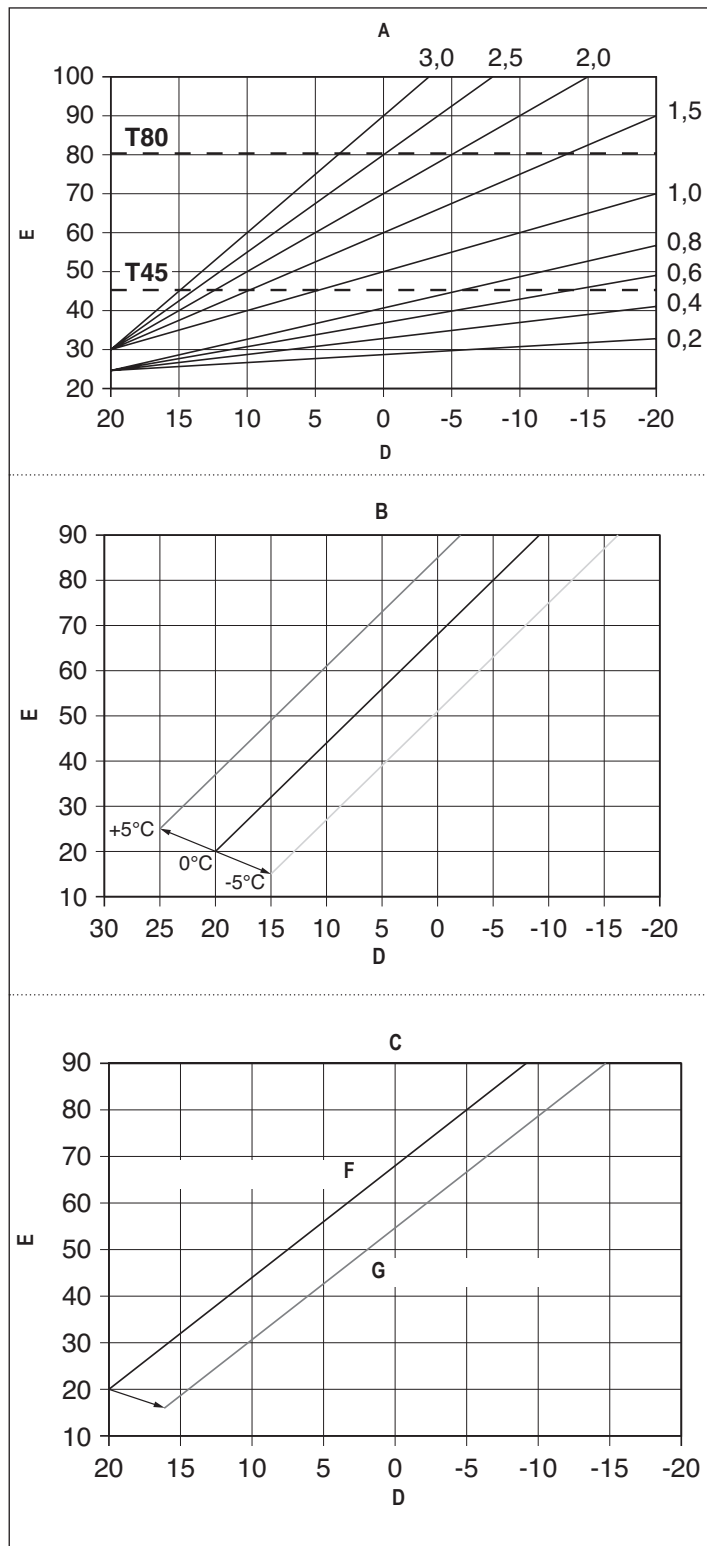 A
3,0 2,5 2,0
100
90 1,5
T80
80
70 1,0
E 60
0,8
T45
50 0,6
40 0,4
30 0,2
20
20 15 10 5 0 -5 -10 -15 -20
D
B
90
80
70
60
E 50
40
30
+5°C
20 0°C
-5°C
10
30 25 20 15 10 5 0 -5 -10 -15 -20
D
C
90
80
70 F
60
E 50
G
40
30
20
10
20 15 10 5 0 -5 -10 -15 -20
D